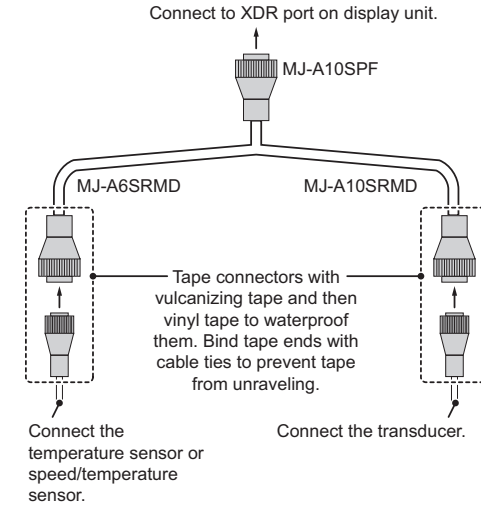 Connect to XDR port on display unit.
MJ-A10SPF
MJ-A6SRMD
MJ-A10SRMD
Tape connectors with
vulcanizing tape and then
vinyl tape to waterproof
them. Bind tape ends with
cable ties to prevent tape
from unraveling.
Connect the
temperature sensor or
speed/temperature
sensor.
Connect the transducer.